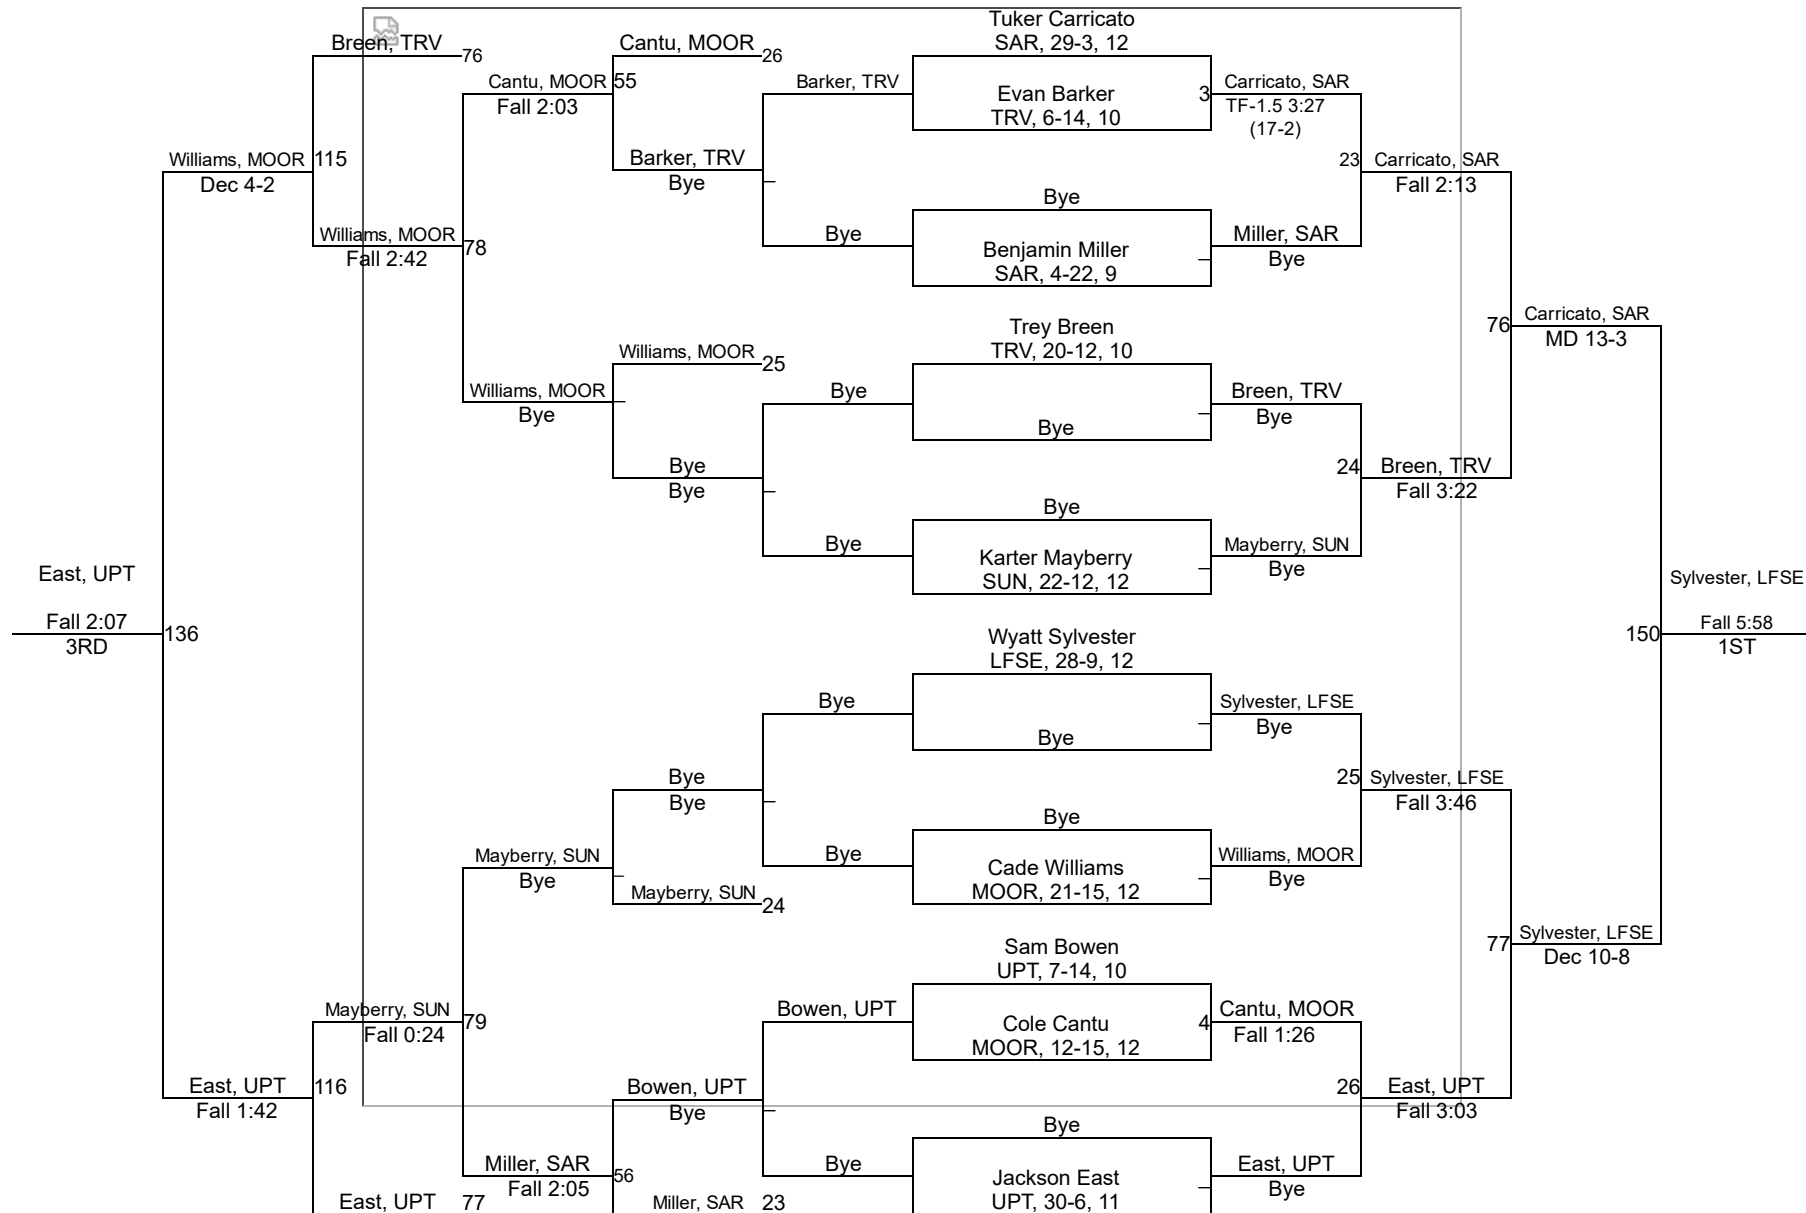 Tuker Carricato
SAR, 29-3, 12
Breen, TRV
76
Cantu, MOOR
26
Cantu, MOOR
55
Fall 2:03
Barker, TRV
Evan Barker
TRV, 6-14, 10
3
Carricato, SAR
TF-1.5 3:27
(17-2)
Williams, MOOR
115
Dec 4-2
Barker, TRV
Bye
23
Carricato, SAR
Fall 2:13
Bye
Williams, MOOR
78
Fall 2:42
Bye
Benjamin Miller
SAR, 4-22, 9
Miller, SAR
Bye
Trey Breen
TRV, 20-12, 10
76
Carricato, SAR
MD 13-3
Williams, MOOR
25
Williams, MOOR
Bye
Bye
Bye
Breen, TRV
Bye
Bye
Bye
24
Breen, TRV
Fall 3:22
Bye
Bye
Karter Mayberry
SUN, 22-12, 12
Mayberry, SUN
Bye
East, UPT
Fall 2:07
3RD
136
Sylvester, LFSE
150
Fall 5:58
1ST
Wyatt Sylvester
LFSE, 28-9, 12
Bye
Bye
Sylvester, LFSE
Bye
Bye
Bye
25
Sylvester, LFSE
Fall 3:46
Bye
Mayberry, SUN
Bye
Bye
Cade Williams
MOOR, 21-15, 12
Williams, MOOR
Bye
Mayberry, SUN
24
Sam Bowen
UPT, 7-14, 10
77
Sylvester, LFSE
Dec 10-8
Mayberry, SUN
79
Fall 0:24
Bowen, UPT
Cole Cantu
MOOR, 12-15, 12
4
Cantu, MOOR
Fall 1:26
East, UPT
116
Fall 1:42
Bowen, UPT
Bye
26
East, UPT
Fall 3:03
Bye
Miller, SAR
56
Fall 2:05
Bye
Jackson East
UPT, 30-6, 11
East, UPT
Bye
East, UPT
77
Miller, SAR
23